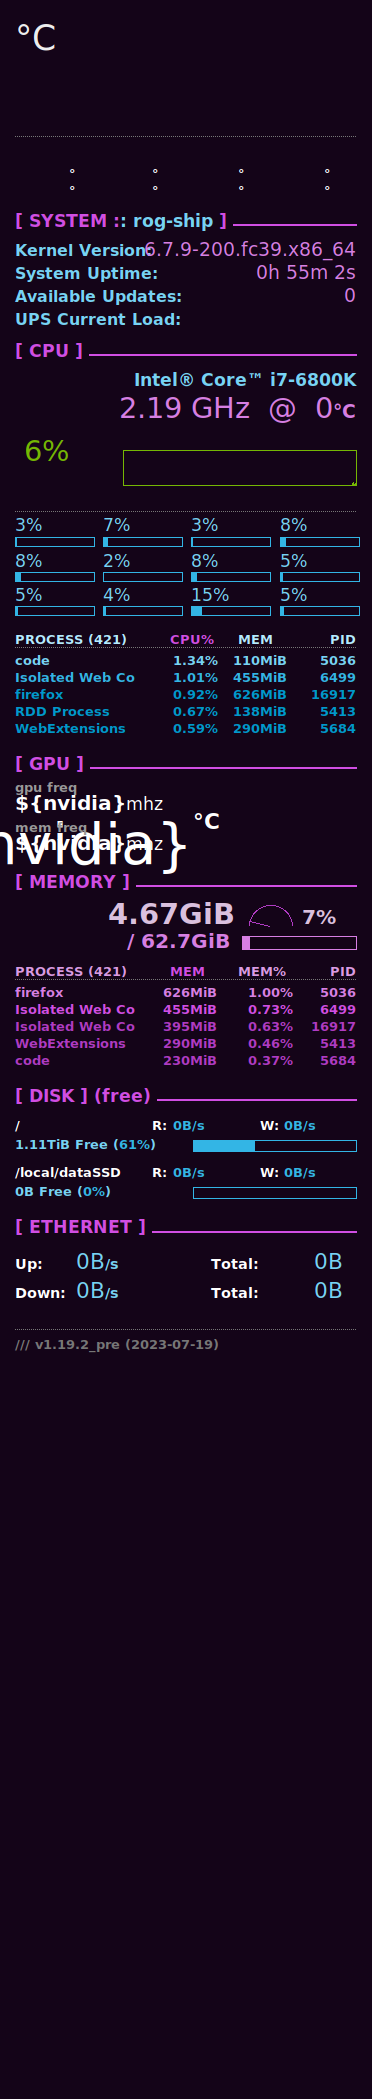 °C
° ° ° °
° ° ° °
[ SYSTEM :: rog-ship ]
Kernel Version: 6.7.9-200.fc39.x86_64
System Uptime: 0h 55m 2s
Available Updates: 0
UPS Current Load:
[ CPU ]
Intel® Core™ i7-6800K
2.19 GHz @ 0°C
6%
3% 7% 3% 8%
8% 2% 8% 5%
5% 4% 15% 5%
PROCESS (421) CPU% MEM PID
code 1.34% 110MiB 5036
Isolated Web Co 1.01% 455MiB 6499
firefox 0.92% 626MiB 16917
RDD Process 0.67% 138MiB 5413
WebExtensions 0.59% 290MiB 5684
[ GPU ]
gpu freq
${nvidia}mhz
mem freq
${nvidia}mhz
nvidia}°C
[ MEMORY ]
4.67GiB 7%
/ 62.7GiB
PROCESS (421) MEM MEM% PID
firefox 626MiB 1.00% 5036
Isolated Web Co 455MiB 0.73% 6499
Isolated Web Co 395MiB 0.63% 16917
WebExtensions 290MiB 0.46% 5413
code 230MiB 0.37% 5684
[ DISK ] (free)
/ R: 0B/s W: 0B/s
1.11TiB Free (61%)
/local/dataSSD R: 0B/s W: 0B/s
0B Free (0%)
[ ETHERNET ]
Up: 0B/s Total: 0B
Down: 0B/s Total: 0B
/// v1.19.2_pre (2023-07-19)